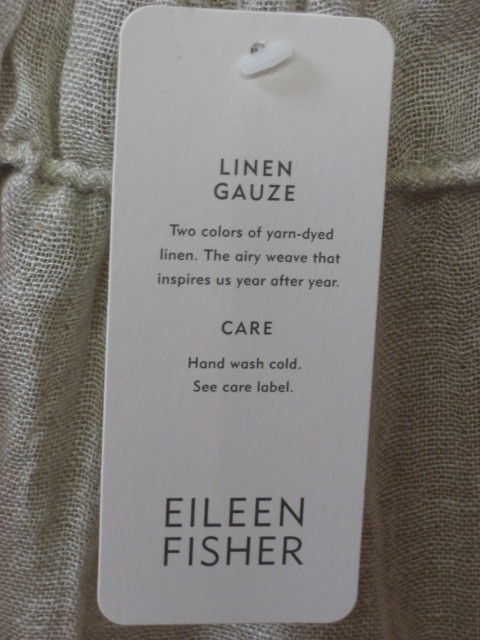 LINEN
GAUZE
Two colors of yarn-dyed
linen. The airy weave that
inspires us year after year.
CARE
Hand wash cold.
See care label.
EILEEN
FISHER